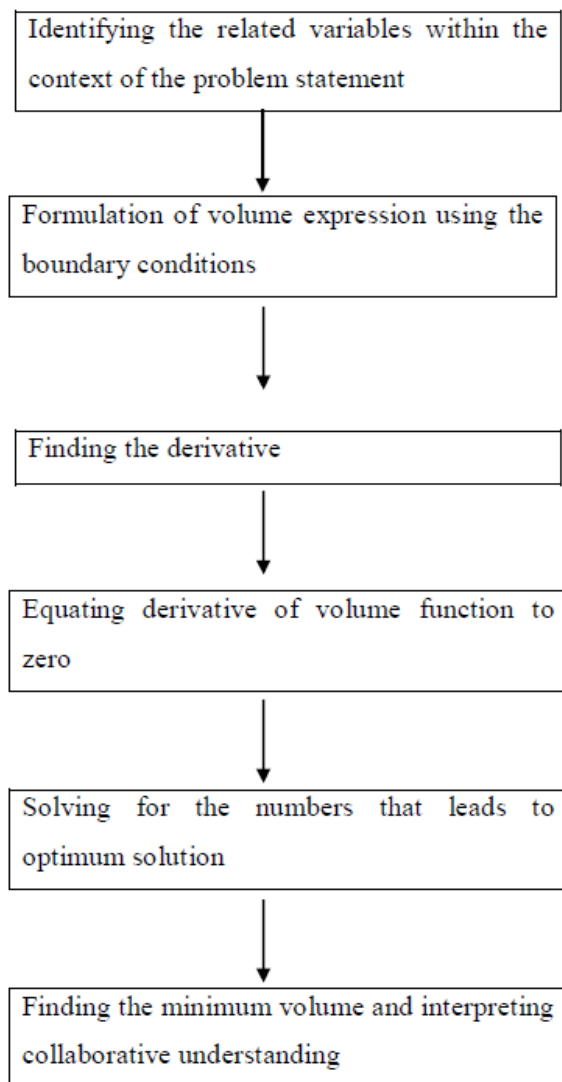 Identifying the related variables within the
context of the problem statement
Formulation of volume expression using the
boundary conditions
Finding the derivative
Equating derivative of volume function to
zero
Solving for the numbers that leads to
optimum solution
Finding the minimum volume and interpreting
collaborative understanding